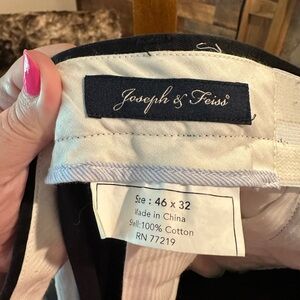 Joseph & Feiss®
Size : 46 x 32
Made in China
Shell:100% Cotton
RN 77219